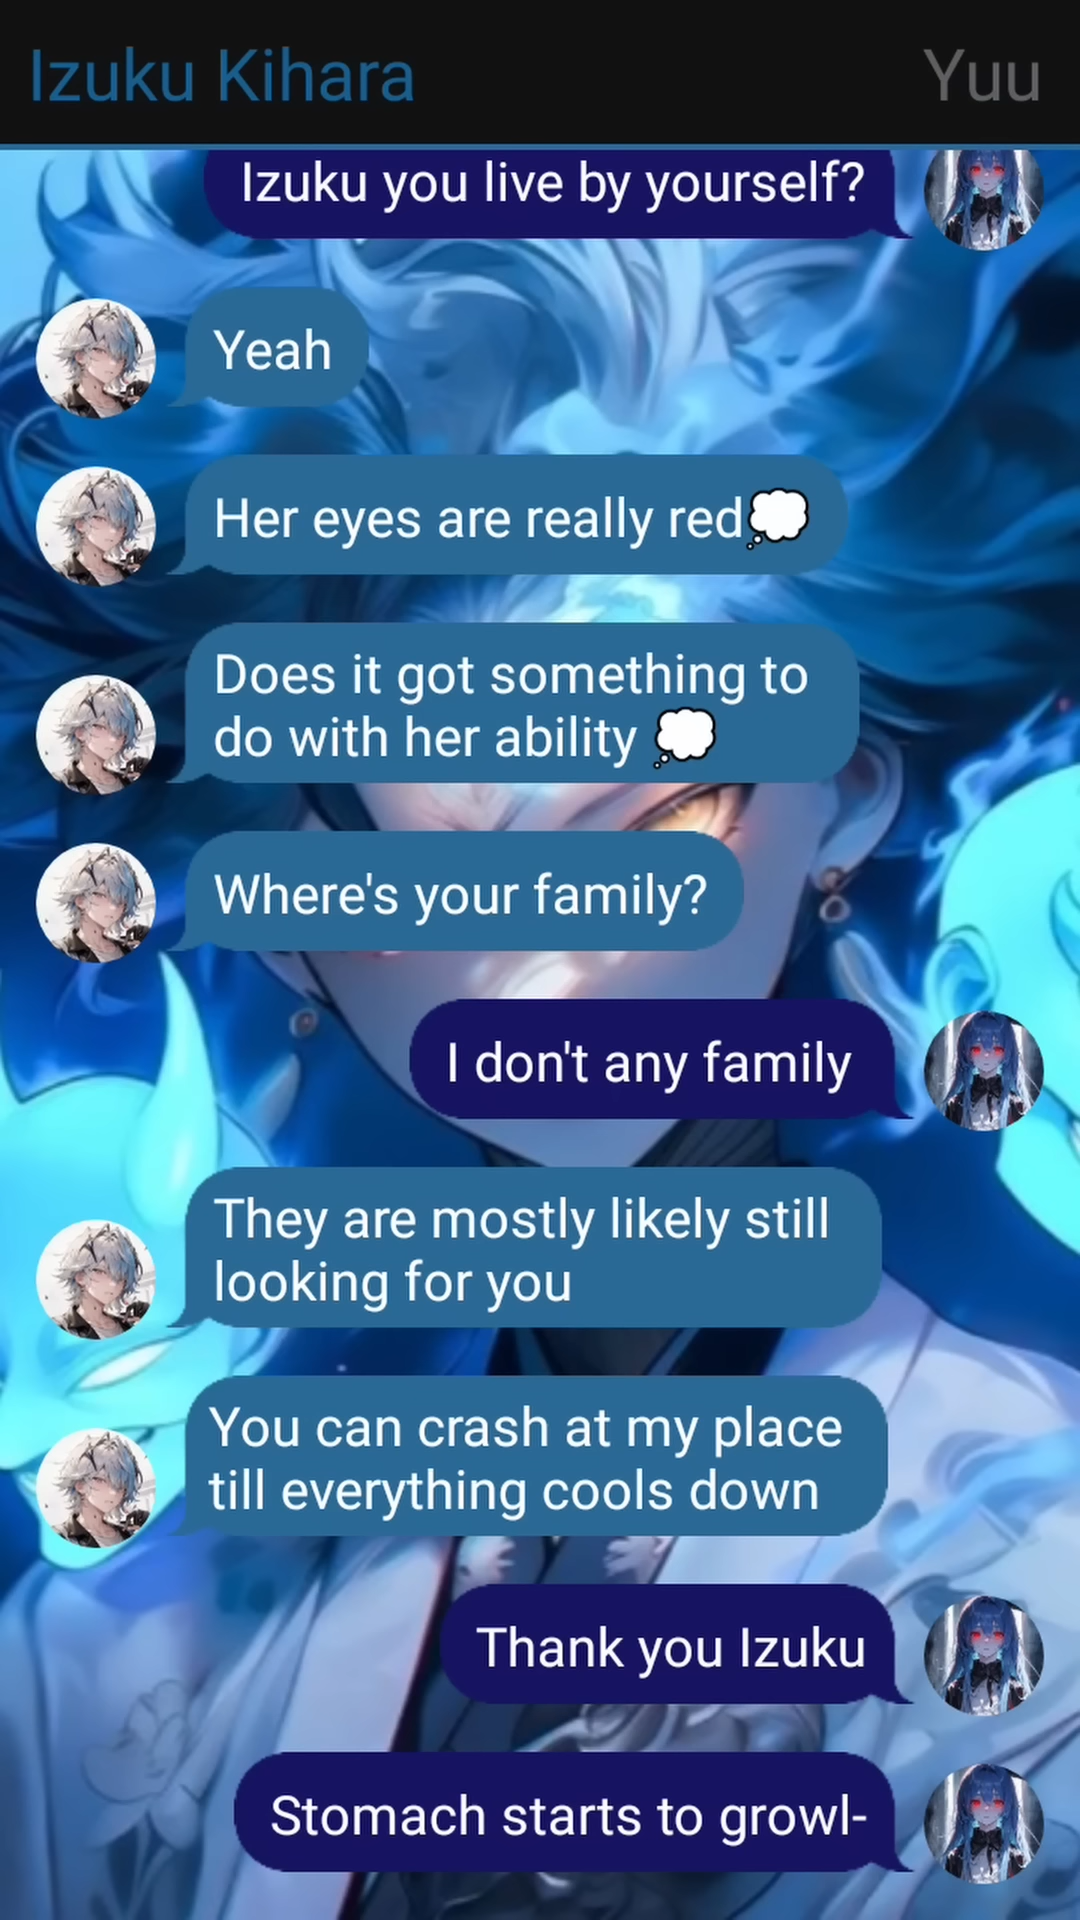 Izuku Kihara
Yuu
Izuku you live by yourself?
Yeah
Her eyes are really red💭
Does it got something to
do with her ability 💭
Where's your family?
I don't any family
They are mostly likely still
looking for you
You can crash at my place
till everything cools down
Thank you Izuku
Stomach starts to growl-